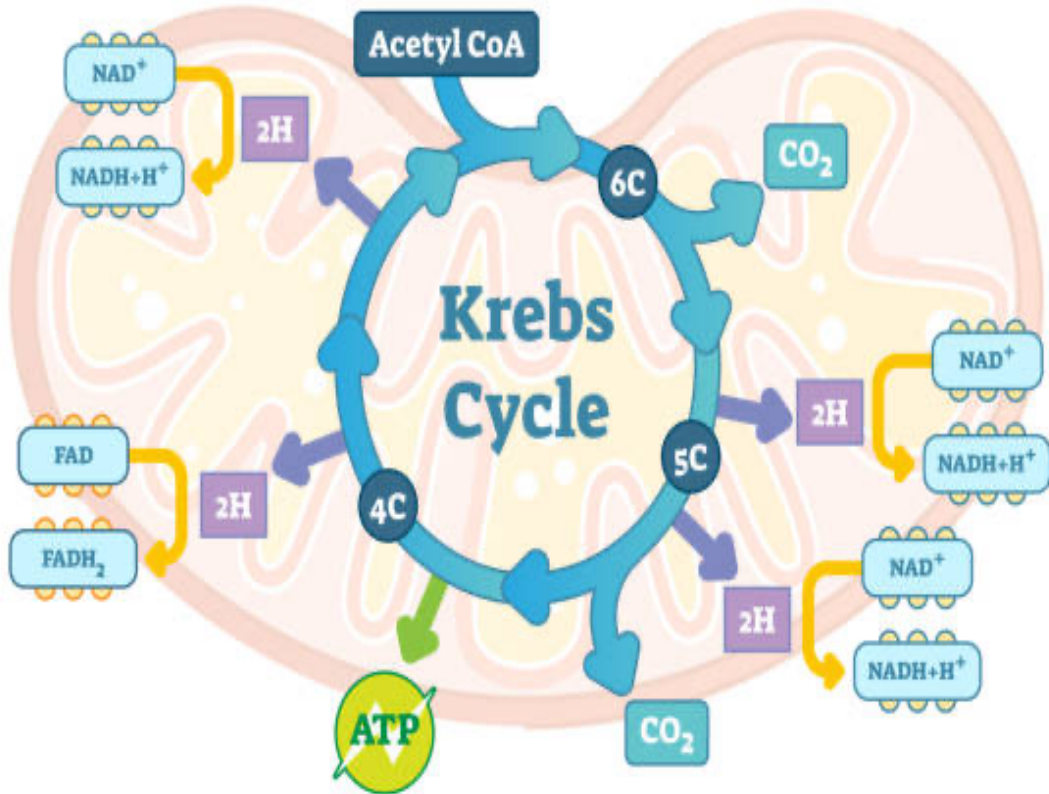 Acetyl CoA
NAD⁺
2H
NADH+H⁺
6C
CO₂
Krebs
Cycle
NAD⁺
2H
NADH+H⁺
5C
FAD
2H
FADH₂
4C
NAD⁺
2H
NADH+H⁺
ATP
CO₂